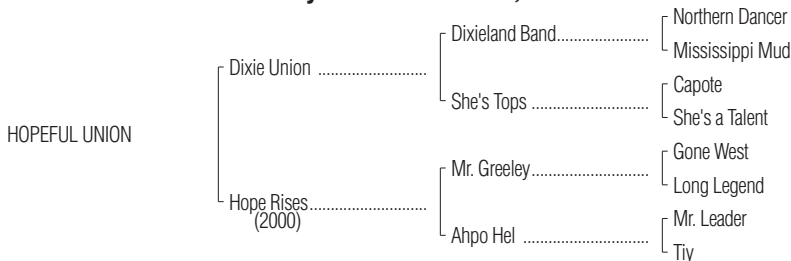 Northern Dancer
Dixieland Band
Mississippi Mud
Dixie Union
Capote
She's Tops
She's a Talent
HOPEFUL UNION
Gone West
Mr. Greeley
Long Legend
Hope Rises
(2000)
Mr. Leader
Ahpo Hel
Tiy